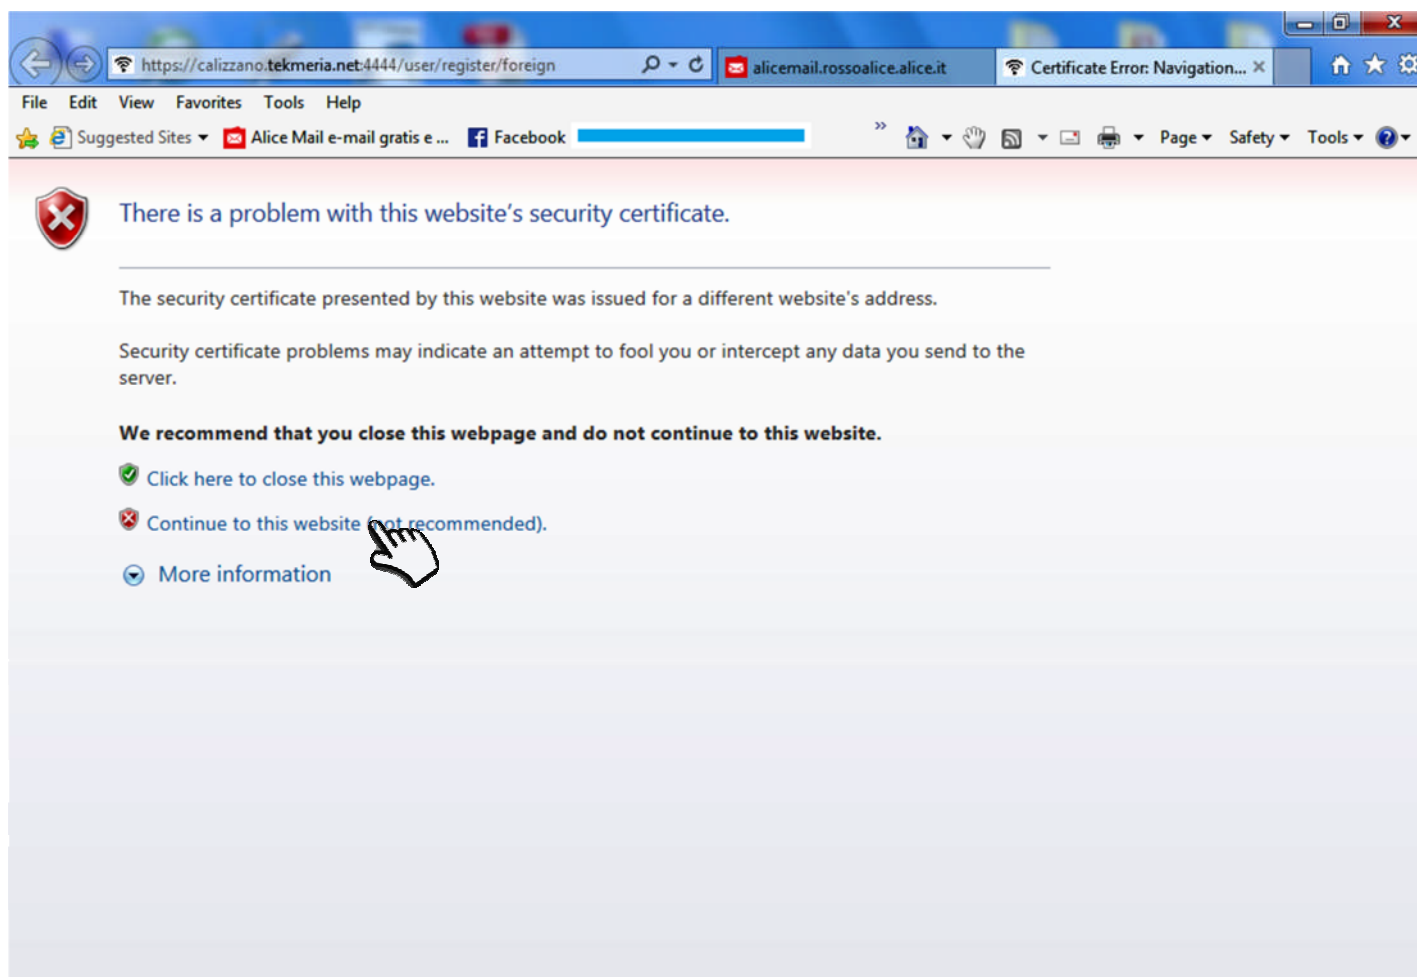 https://calizzano.tekmeria.net:4444/user/register/foreign
alicemail.rossoalice.alice.it
Certificate Error: Navigation...
File Edit View Favorites Tools Help
Suggested Sites
Alice Mail e-mail gratis e ...
Facebook
Page
Safety
Tools
There is a problem with this website's security certificate.
The security certificate presented by this website was issued for a different website's address.
Security certificate problems may indicate an attempt to fool you or intercept any data you send to the
server.
We recommend that you close this webpage and do not continue to this website.
Click here to close this webpage.
Continue to this website (not recommended).
More information